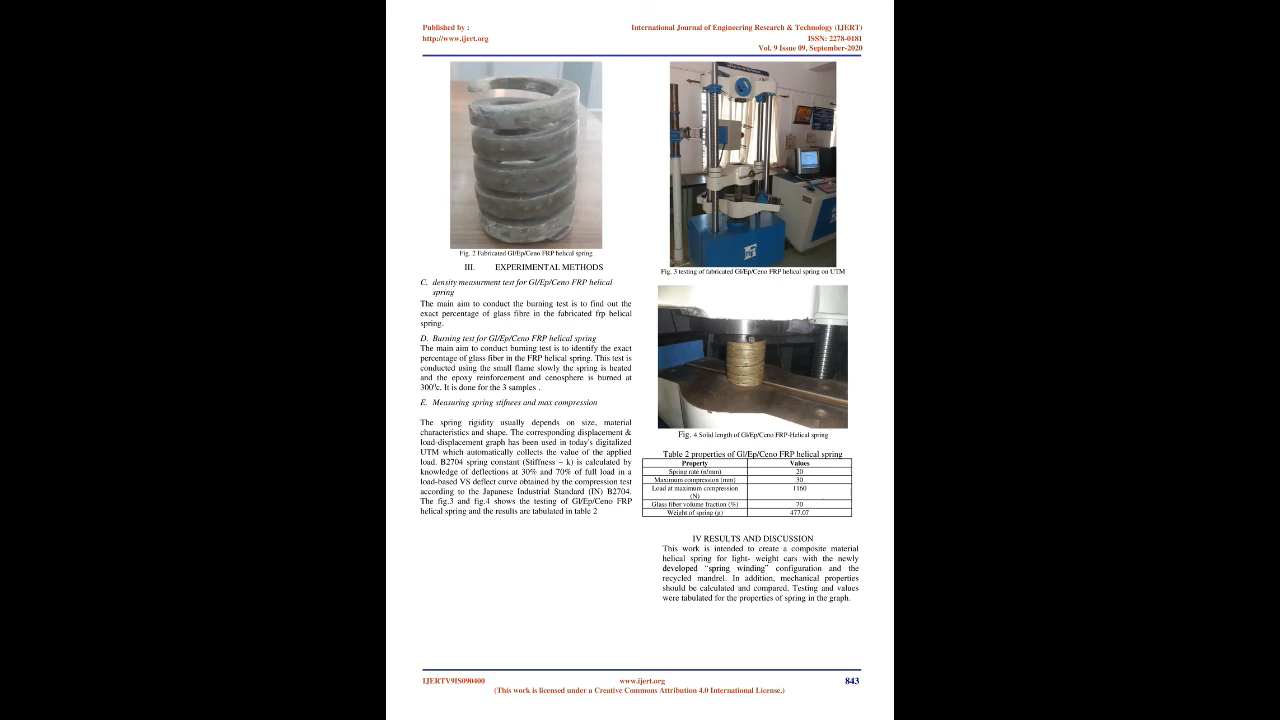 Published by :
http://www.ijert.org
International Journal of Engineering Research & Technology (IJERT)
ISSN: 2278-0181
Vol. 9 Issue 09, September-2020
Fig. 2 Fabricated Gl/Ep/Ceno FRP helical spring
III. EXPERIMENTAL METHODS
C. density measurment test for Gl/Ep/Ceno FRP helical
spring
The main aim to conduct the burning test is to find out the
exact percentage of glass fibre in the fabricated frp helical
spring.
D. Burning test for Gl/Ep/Ceno FRP helical spring
The main aim to conduct burning test is to identify the exact
percentage of glass fiber in the FRP helical spring. This test is
conducted using the small flame slowly the spring is heated
and the epoxy reinforcement and cenosphere is burned at
300⁰c. It is done for the 3 samples .
E. Measuring spring stifnees and max compression
The spring rigidity usually depends on size, material
characteristics and shape. The corresponding displacement &
load-displacement graph has been used in today's digitalized
UTM which automatically collects the value of the applied
load. B2704 spring constant (Stiffness – k) is calculated by
knowledge of deflections at 30% and 70% of full load in a
load-based VS deflect curve obtained by the compression test
according to the Japanese Industrial Standard (IN) B2704.
The fig.3 and fig.4 shows the testing of Gl/Ep/Ceno FRP
helical spring and the results are tabulated in table 2
Fig. 3 testing of fabricated Gl/Ep/Ceno FRP helical spring on UTM
Fig. 4 Solid length of Gl/Ep/Ceno FRP-Helical spring
Table 2 properties of Gl/Ep/Ceno FRP helical spring
Property Values
Spring rate (n/mm) 20
Maximum compression (mm) 30
Load at maximum compression 1160
(N)
Glass fiber volume fraction (%) 70
Weight of spring (g) 477.07
IV RESULTS AND DISCUSSION
This work is intended to create a composite material
helical spring for light- weight cars with the newly
developed "spring winding" configuration and the
recycled mandrel. In addition, mechanical properties
should be calculated and compared. Testing and values
were tabulated for the properties of spring in the graph.
IJERTV9IS090400
www.ijert.org
843
(This work is licensed under a Creative Commons Attribution 4.0 International License.)